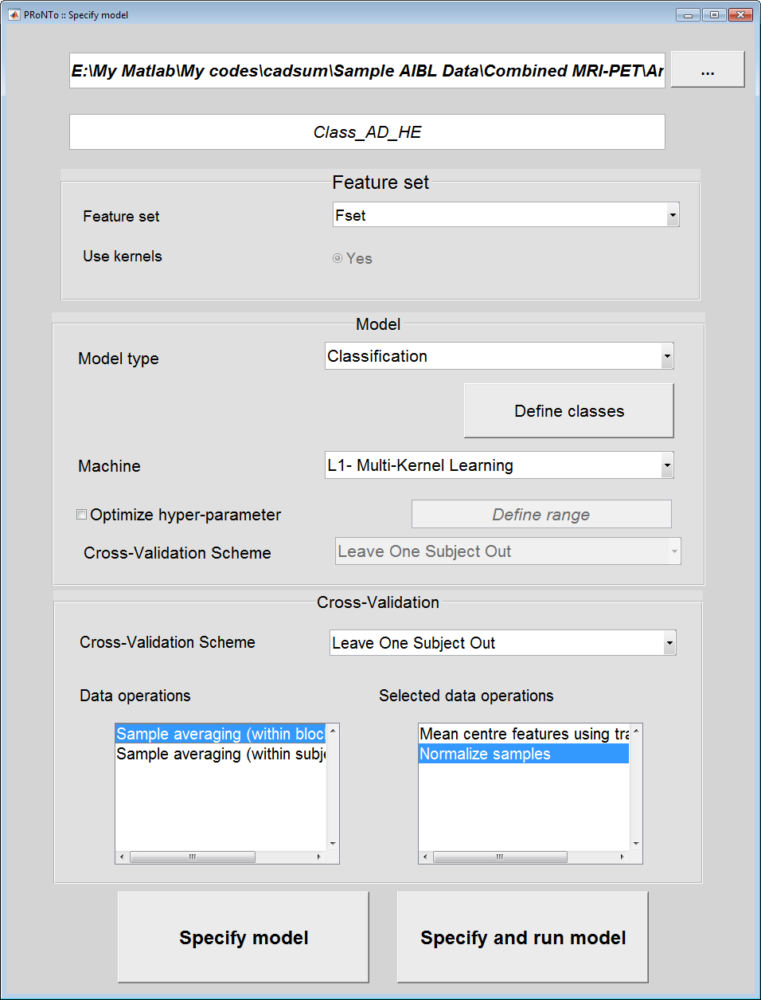 PRoNTo :: Specify model
E:\My Matlab\My codes\cadsum\Sample AIBL Data\Combined MRI-PET\Ar
...
Class_AD_HE
Feature set
Feature set
Fset
Use kernels
Yes
Model
Model type
Classification
Define classes
Machine
L1- Multi-Kernel Learning
Optimize hyper-parameter
Define range
Cross-Validation Scheme
Leave One Subject Out
Cross-Validation
Cross-Validation Scheme
Leave One Subject Out
Data operations
Selected data operations
Sample averaging (within bloc
Sample averaging (within subje
Mean centre features using tra
Normalize samples
Specify model
Specify and run model